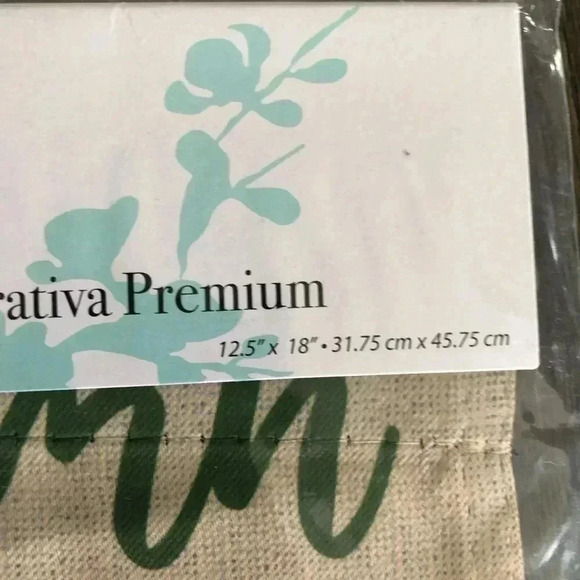 rativa Premium
12.5" x 18" • 31.75 cm x 45.75 cm